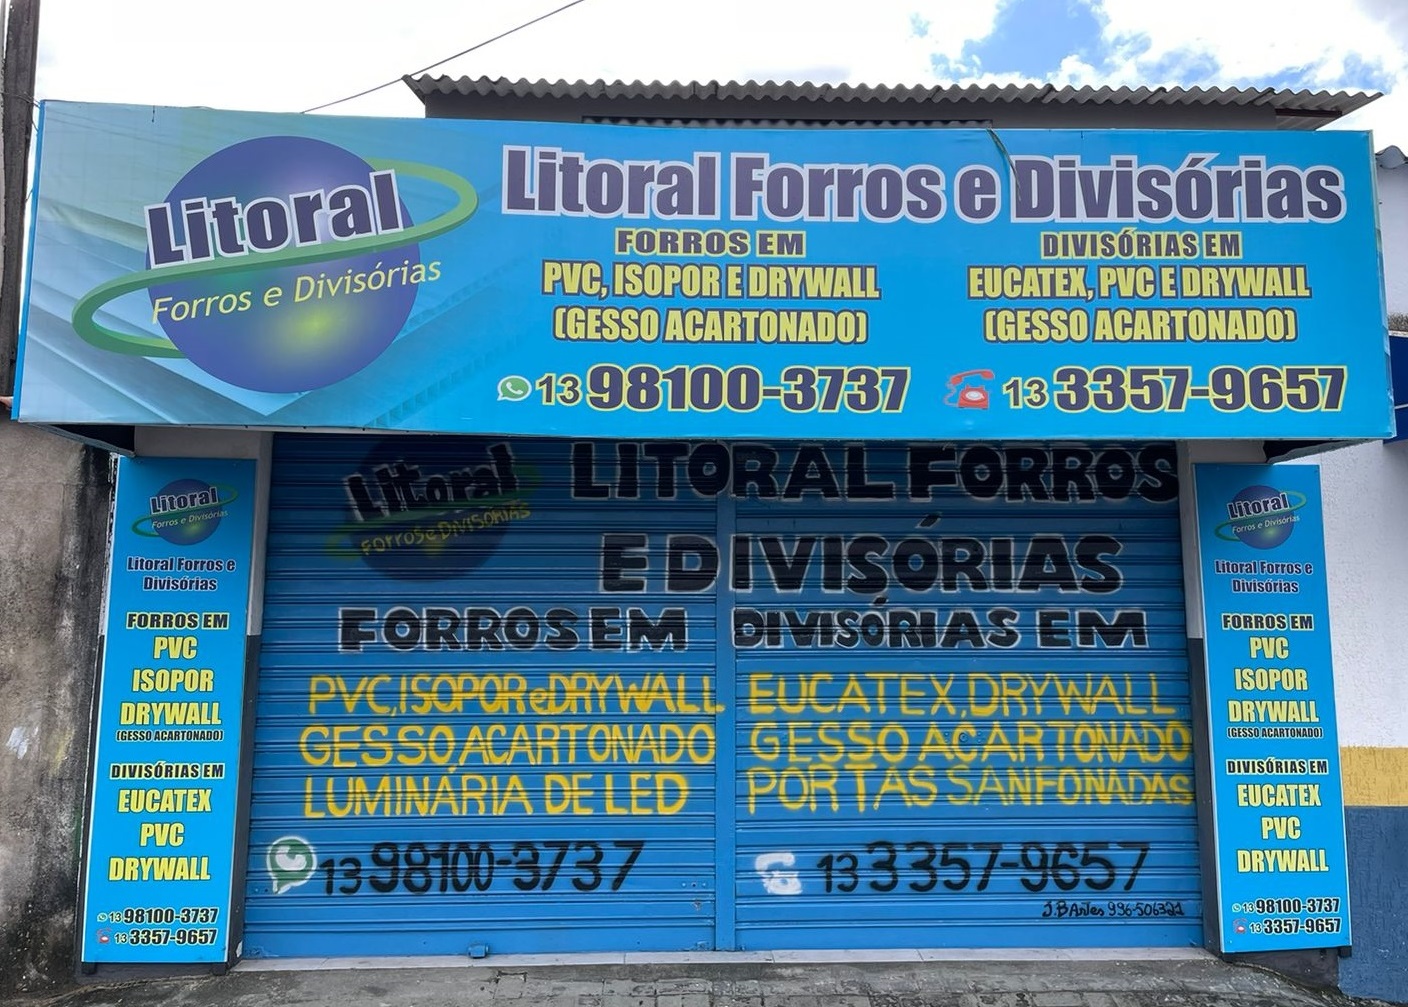 Litoral
Forros e Divisórias
Litoral Forros e Divisórias
FORROS EM
PVC, ISOPOR E DRYWALL
(GESSO ACARTONADO)
DIVISÓRIAS EM
EUCATEX, PVC E DRYWALL
(GESSO ACARTONADO)
13 98100-3737
13 3357-9657
Litoral
Forros e Divisórias
Litoral Forros e
Divisórias
FORROS EM
PVC
ISOPOR
DRYWALL
(GESSO ACARTONADO)
DIVISÓRIAS EM
EUCATEX
PVC
DRYWALL
13 98100-3737
13 3357-9657
Litoral
Forros e DIVISORIAS
LITORAL FORROS
E DIVISÓRIAS
FORROS EM
PVC, ISOPOR e DRYWALL
GESSO ACARTONADO
LUMINÁRIA DE LED
13 98100-3737
DIVISÓRIAS EM
EUCATEX, DRYWALL
GESSO ACARTONADO
PORTAS SANFONADAS
13 3357-9657
J.B Artes 996-506321
Litoral
Forros e Divisórias
Litoral Forros e
Divisórias
FORROS EM
PVC
ISOPOR
DRYWALL
(GESSO ACARTONADO)
DIVISÓRIAS EM
EUCATEX
PVC
DRYWALL
13 98100-3737
13 3357-9657